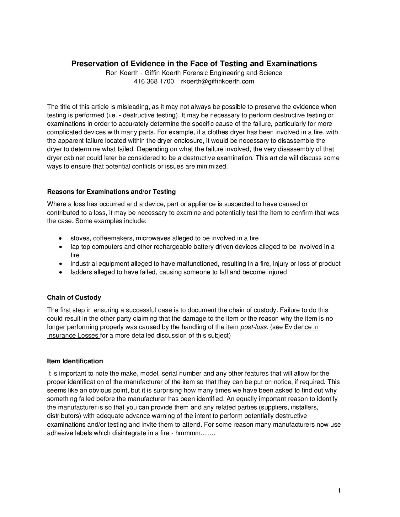 Preservation of Evidence in the Face of Testing and Examinations
Ron Koerth - Giffin Koerth Forensic Engineering and Science
416 368 1700 rkoerth@giffinkoerth.com
The title of this article is misleading, as it may not always be possible to preserve the evidence when
testing is performed (i.e. - destructive testing). It may be necessary to perform destructive testing or
examinations in order to accurately determine the specific cause of the failure, particularly for more
complicated devices with many parts. For example, if a clothes dryer has been involved in a fire, with
the apparent failure located within the dryer enclosure, it would be necessary to disassemble the
dryer to determine what failed. Depending on what the failure involved, the very disassembly of that
dryer cabinet could later be considered to be a destructive examination. This article will discuss some
ways to ensure that potential conflicts or issues are minimized.
Reasons for Examinations and/or Testing
Where a loss has occurred and a device, part or appliance is suspected to have caused or
contributed to a loss, it may be necessary to examine and potentially test the item to confirm that was
the case. Some examples include:
• stoves, coffeemakers, microwaves alleged to be involved in a fire
• lap top computers and other rechargeable battery driven devices alleged to be involved in a
fire
• industrial equipment alleged to have malfunctioned, resulting in a fire, injury or loss of product
• ladders alleged to have failed, causing someone to fall and become injured
Chain of Custody
The first step in ensuring a successful case is to document the chain of custody. Failure to do this
could result in the other party claiming that the damage to the item or the reason why the item is no
longer performing properly was caused by the handling of the item post-loss. (see Evidence in
Insurance Losses for a more detailed discussion of this subject)
Item Identification
It is important to note the make, model, serial number and any other features that will allow for the
proper identification of the manufacturer of the item so that they can be put on notice, if required. This
seems like an obvious point, but it is surprising how many times we have been asked to find out why
something failed before the manufacturer has been identified. An equally important reason to identify
the manufacturer is so that you can provide them and any related parties (suppliers, installers,
distributors) with adequate advance warning of the intent to perform potentially destructive
examinations and/or testing and invite them to attend. For some reason many manufacturers now use
adhesive labels which disintegrate in a fire - hmmmm........
1